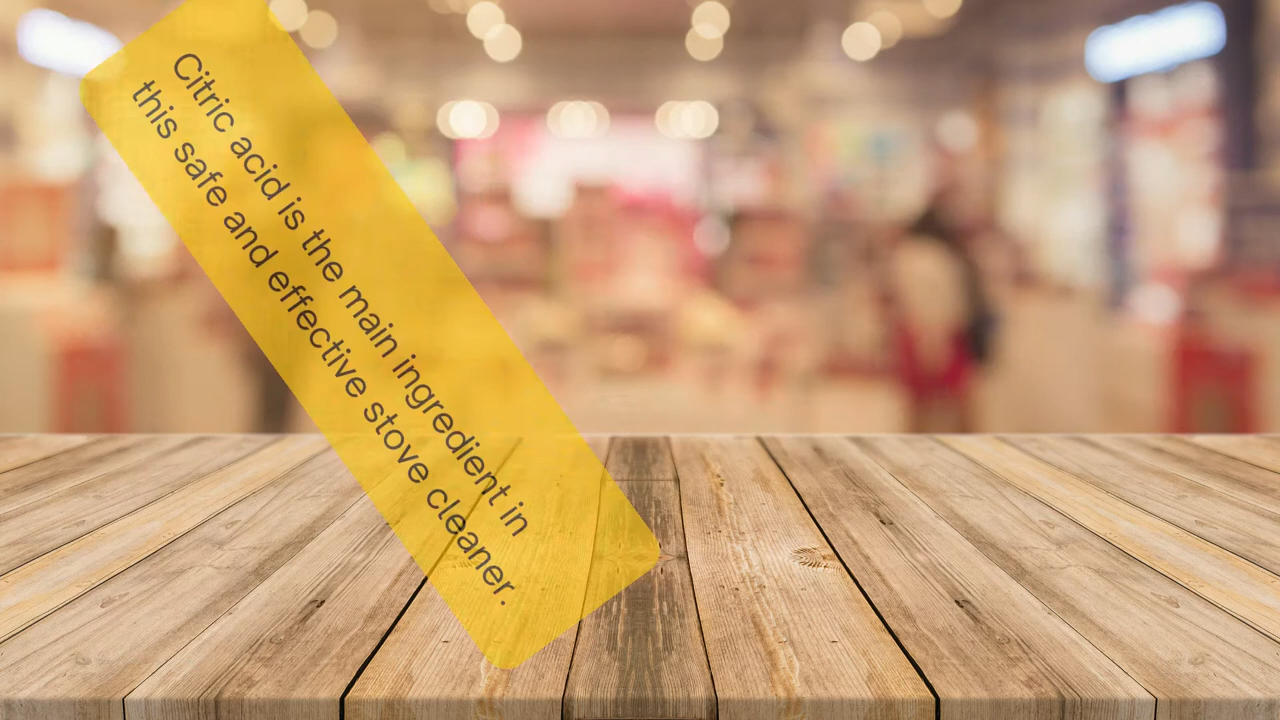 Citric acid is the main ingredient in
this safe and effective stove cleaner.